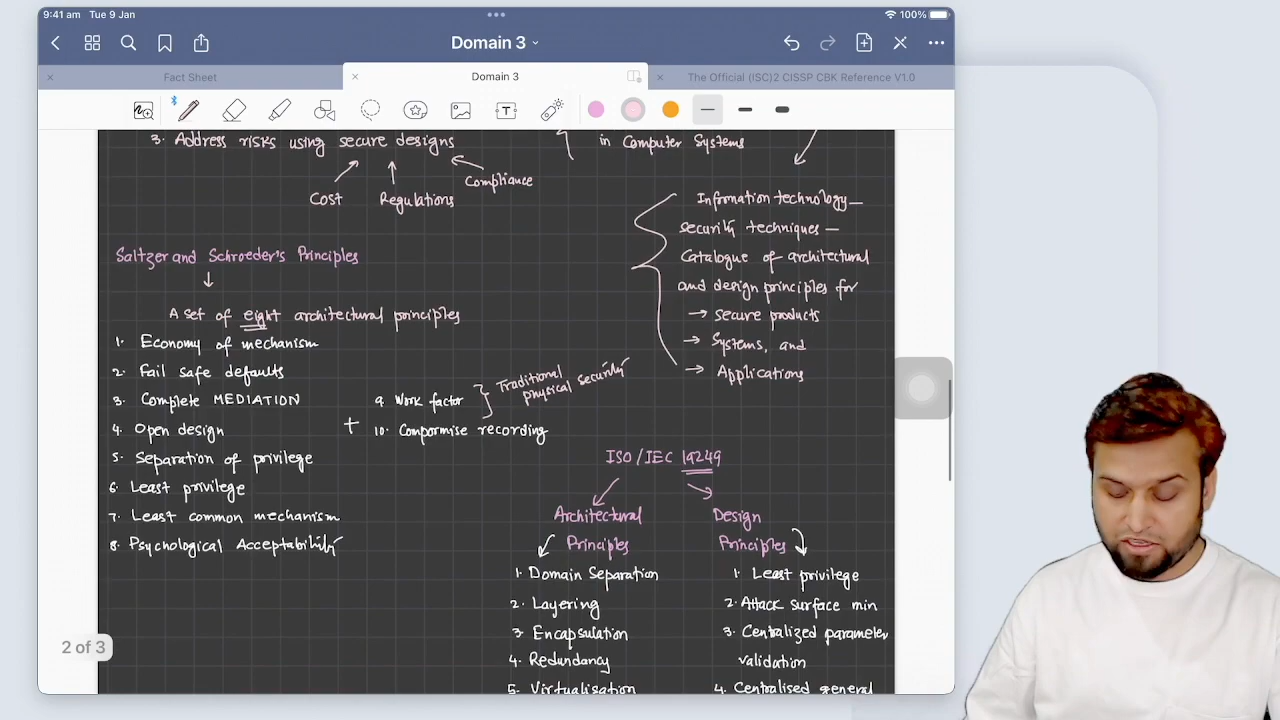 9:41 am Tue 9 Jan
100%
Domain 3
Fact Sheet
Domain 3
The Official (ISC)2 CISSP CBK Reference V1.0
3. Address risks using secure designs
Cost
Regulations
Compliance
in Computer Systems
Information technology —
security techniques —
Catalogue of architectural
and design principles for
→ Secure products
→ Systems, and
→ Applications
Saltzer and Schroeder's Principles
A set of eight architectural principles
1. Economy of mechanism
2. Fail safe defaults
3. Complete MEDIATION
4. Open design
5. Separation of privilege
6. Least privilege
7. Least common mechanism
8. Psychological Acceptability
+
9. Work factor
10. Compormise recording
Traditional
physical security
ISO/IEC 19249
Architectural
Principles
1. Domain Separation
2. Layering
3. Encapsulation
4. Redundancy
5. Virtualisation
Design
Principles
1. Least privilege
2. Attack surface min
3. Centralized parameter
validation
4. Centralised general
2 of 3